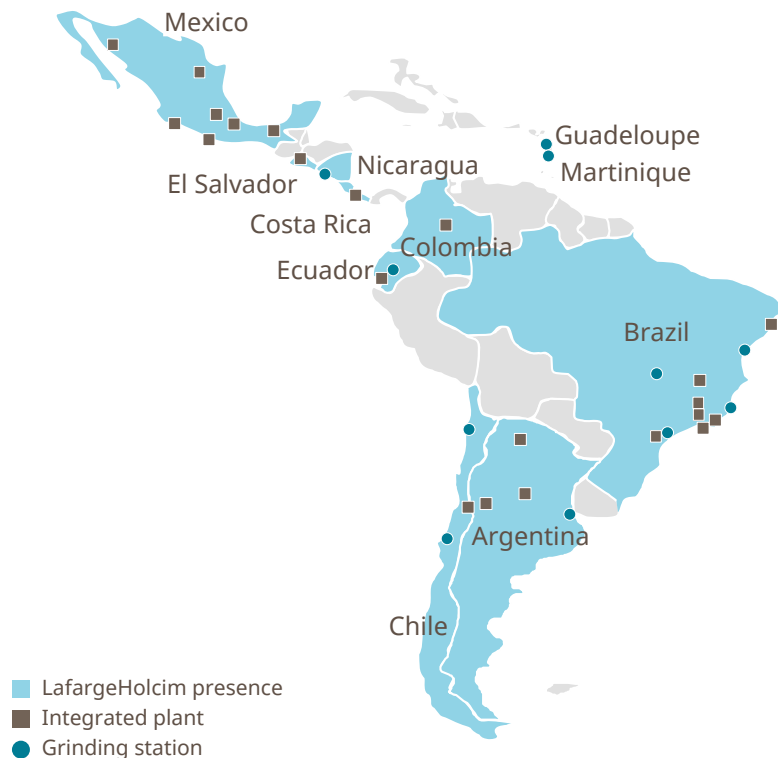 Mexico
Guadeloupe
Martinique
Nicaragua
El Salvador
Costa Rica
Colombia
Ecuador
Brazil
Argentina
Chile
LafargeHolcim presence
Integrated plant
Grinding station